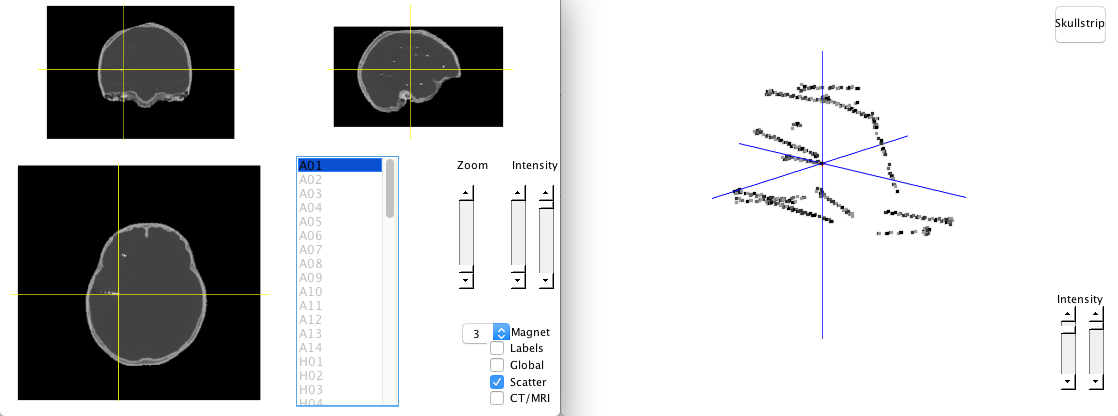 Skullstrip
A01
A02
A03
A04
A05
A06
A07
A08
A09
A10
A11
A12
A13
A14
H01
H02
H03
H04
Zoom
Intensity
3
Magnet
Labels
Global
Scatter
CT/MRI
Intensity